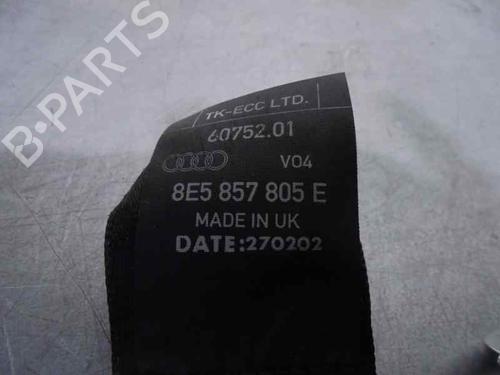 TK-ECC LTD.
60752.01
V04
8E5 857 805 E
MADE IN UK
DATE:270202
B-PARTS